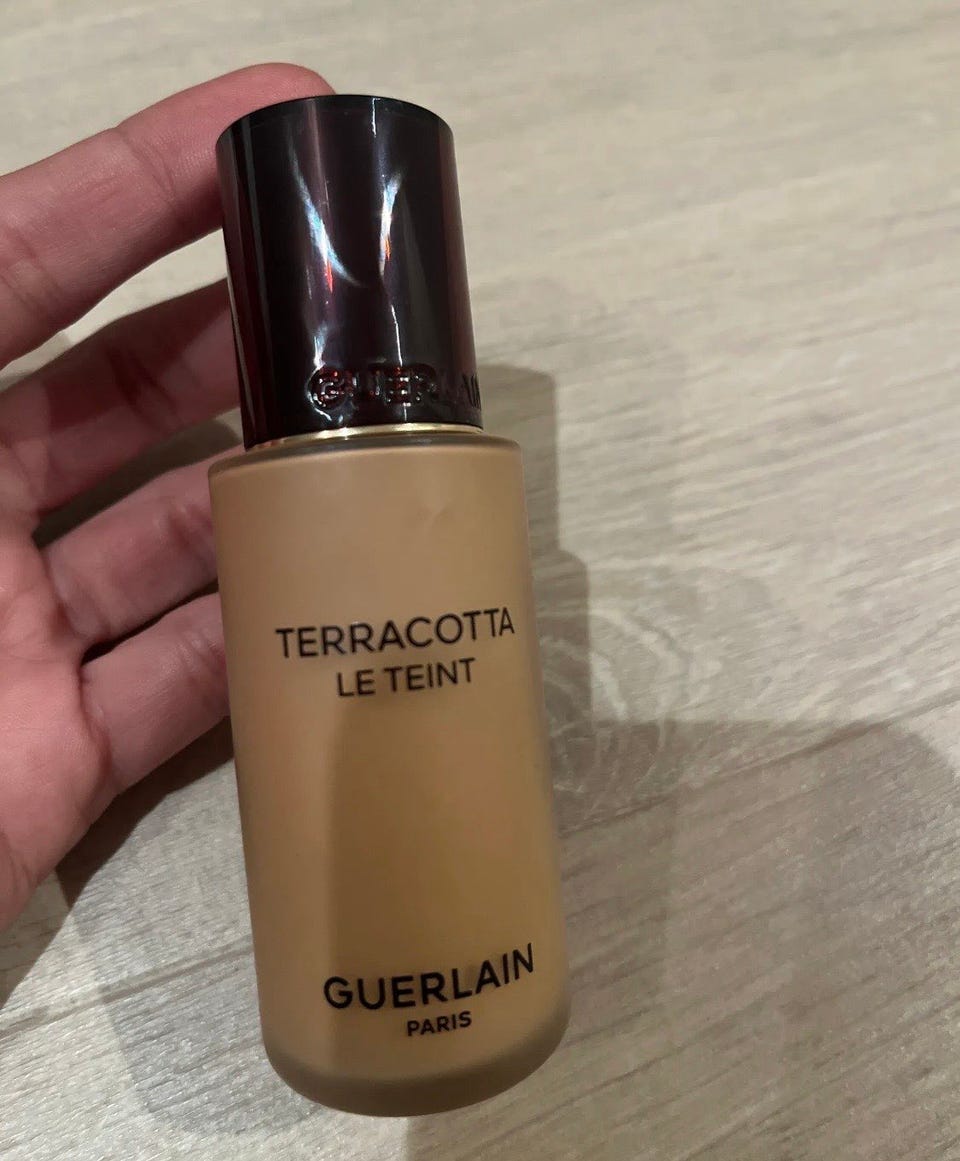 GUERLAIN
TERRACOTTA
LE TEINT
GUERLAIN
PARIS